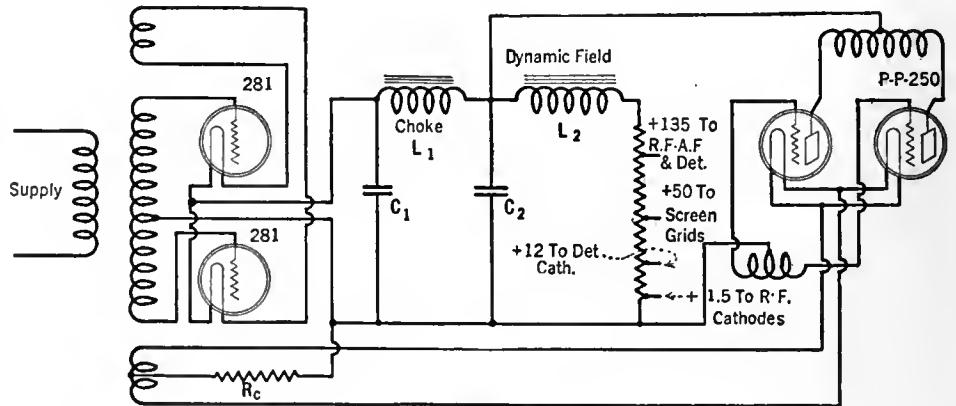 281
Dynamic Field
P-P-250
Choke
L1
L2
+135 To
R.F.-A.F
& Det.
Supply
C1
C2
+50 To
Screen
Grids
281
+12 To Det
Cath.
1.5 To R.F.
Cathodes
Rc